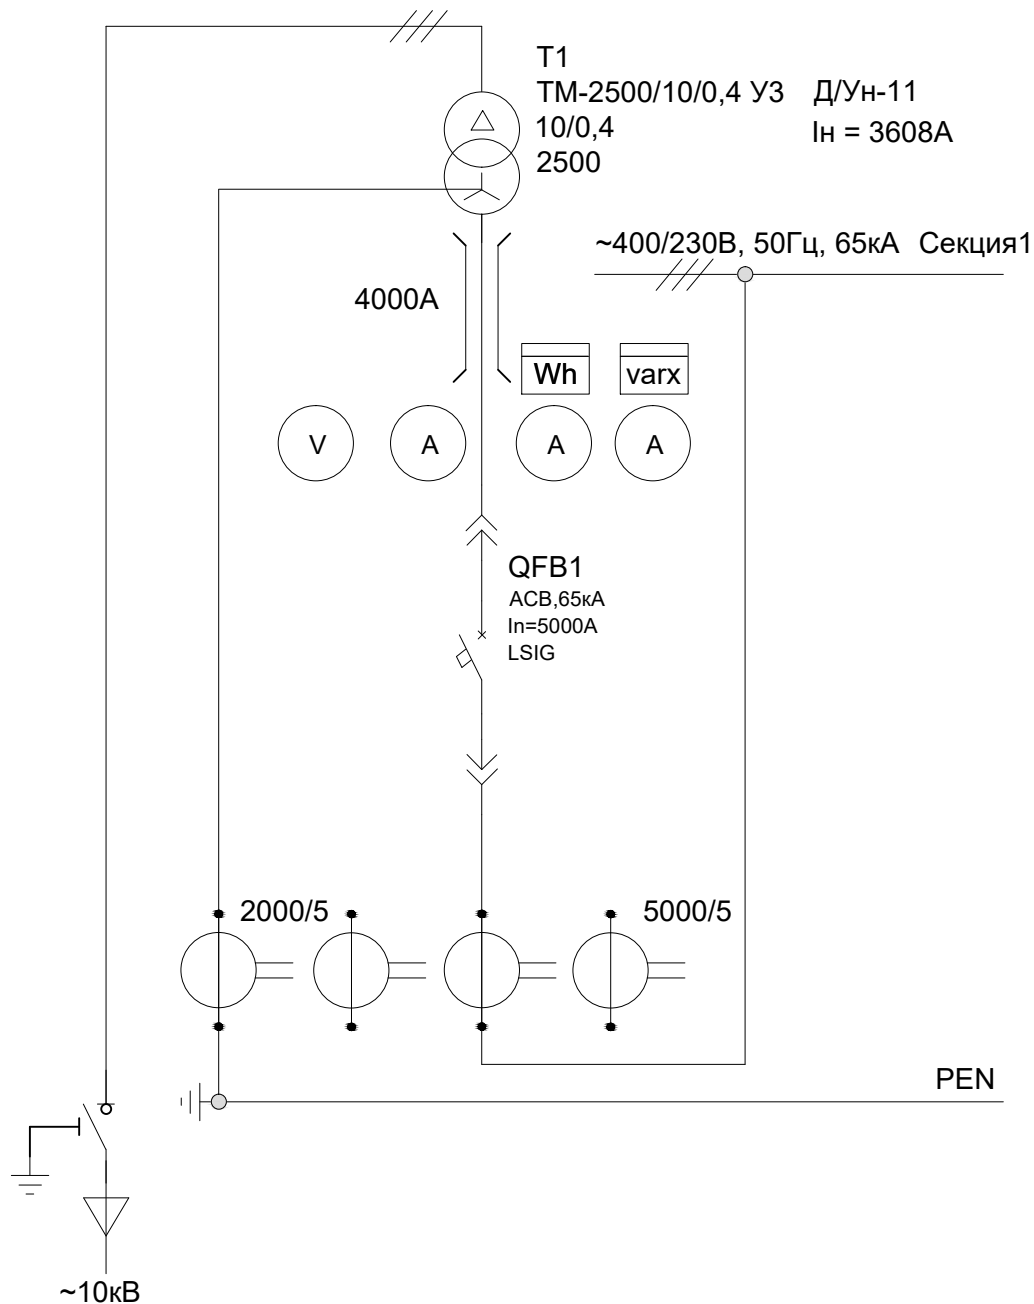 T1
ТМ-2500/10/0,4 У3
Д/Ун-11
10/0,4
Iн = 3608А
2500
~400/230В, 50Гц, 65кА Секция1
4000А
Wh
varx
V
A
A
A
QFB1
ACB,65кА
In=5000A
LSIG
2000/5
5000/5
PEN
~10кВ